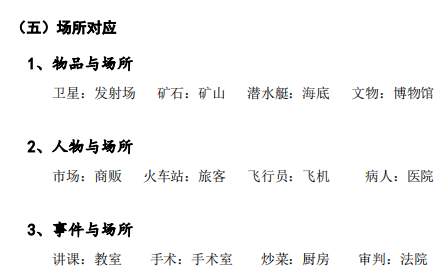 （五）场所对应
1、物品与场所
卫星：发射场 矿石：矿山 潜水艇：海底 文物：博物馆
2、人物与场所
市场：商贩 火车站：旅客 飞行员：飞机 病人：医院
3、事件与场所
讲课：教室 手术：手术室 炒菜：厨房 审判：法院